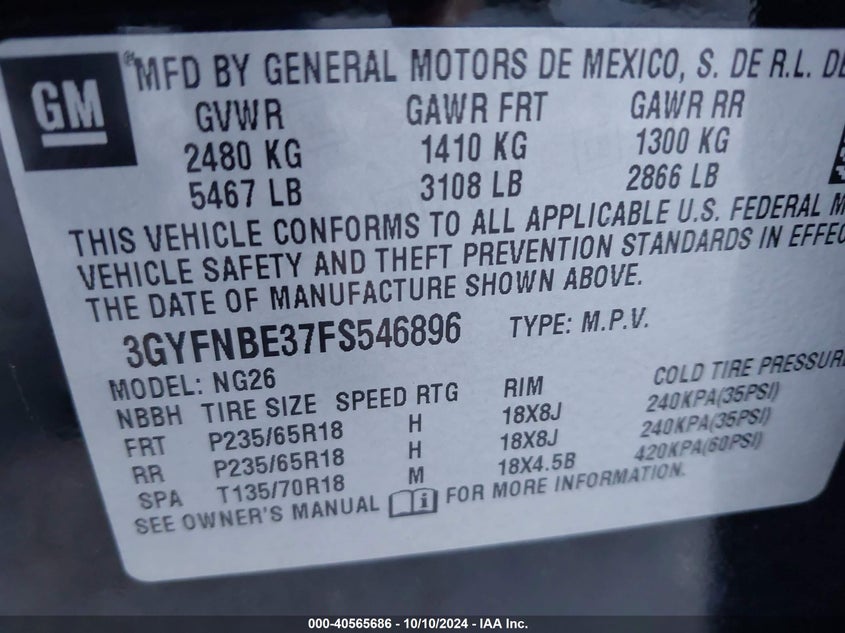 GM
MFD BY GENERAL MOTORS DE MEXICO, S. DE R.L. DE
GVWR GAWR FRT GAWR RR
2480 KG 1410 KG 1300 KG
5467 LB 3108 LB 2866 LB
THIS VEHICLE CONFORMS TO ALL APPLICABLE U.S. FEDERAL M
VEHICLE SAFETY AND THEFT PREVENTION STANDARDS IN EFFEC
THE DATE OF MANUFACTURE SHOWN ABOVE.
3GYFNBE37FS546896 TYPE: M.P.V.
MODEL: NG26
NBBH TIRE SIZE SPEED RTG RIM COLD TIRE PRESSURE
FRT P235/65R18 H 18X8J 240KPA(35PSI)
RR P235/65R18 H 18X8J 240KPA(35PSI)
SPA T135/70R18 M 18X4.5B 420KPA(60PSI)
SEE OWNER'S MANUAL i FOR MORE INFORMATION.
000-40565686 - 10/10/2024 - IAA Inc.